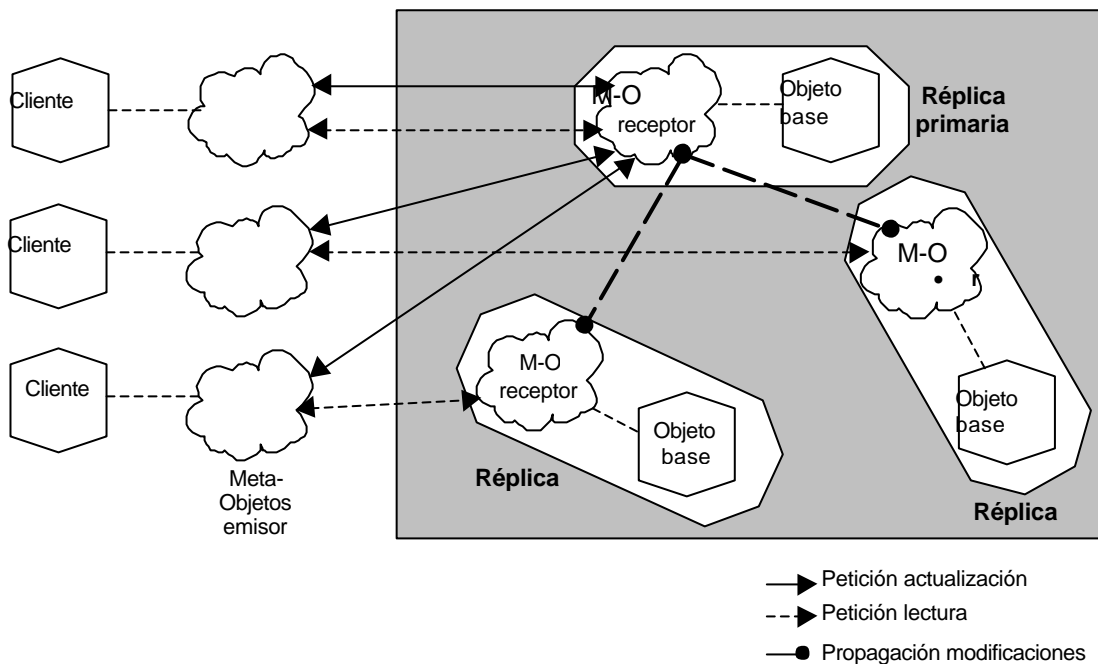 Cliente
M-O
receptor
Objeto
base
Réplica
primaria
Cliente
M-O
r
Cliente
M-O
receptor
Objeto
base
Objeto
base
Réplica
Réplica
Meta-
Objetos
emisor
Petición actualización
Petición lectura
Propagación modificaciones